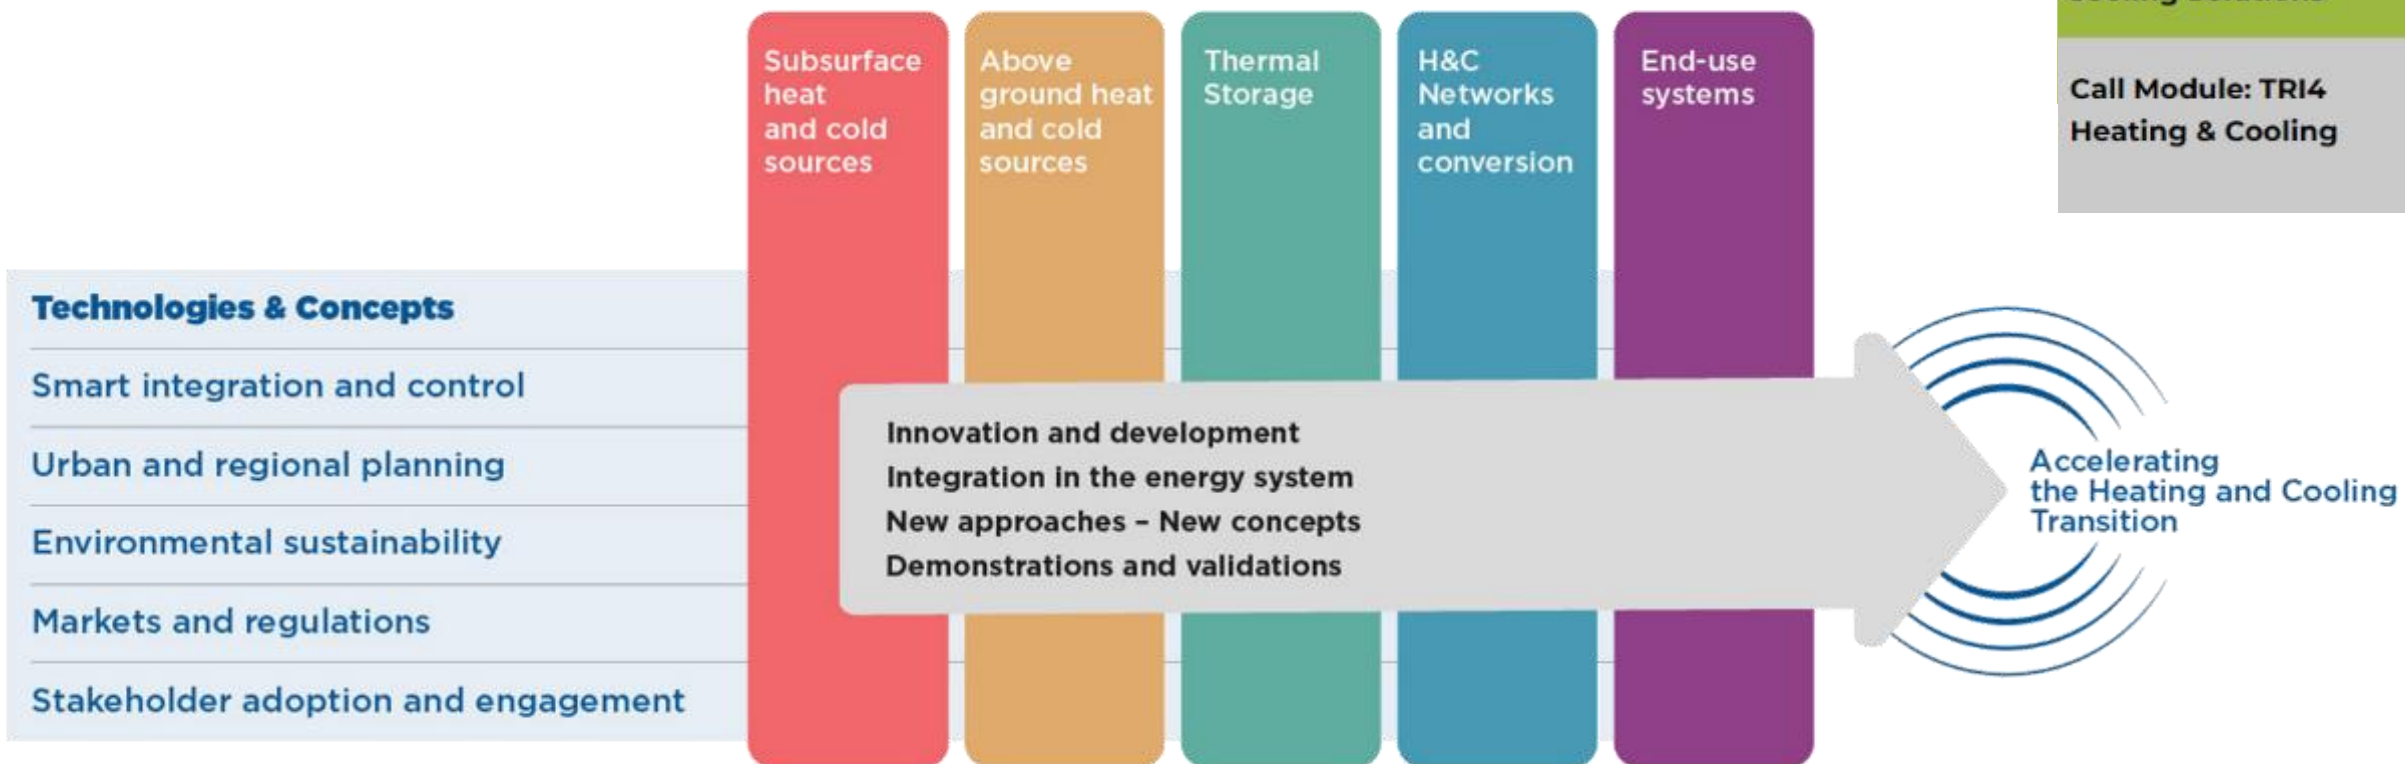 Subsurface
heat
and cold
sources
Above
ground heat
and cold
sources
Thermal
Storage
H&C
Networks
and
conversion
End-use
systems
Call Module: TRI4
Heating & Cooling
Technologies & Concepts
Smart integration and control
Urban and regional planning
Environmental sustainability
Markets and regulations
Stakeholder adoption and engagement
Innovation and development
Integration in the energy system
New approaches – New concepts
Demonstrations and validations
Accelerating
the Heating and Cooling
Transition